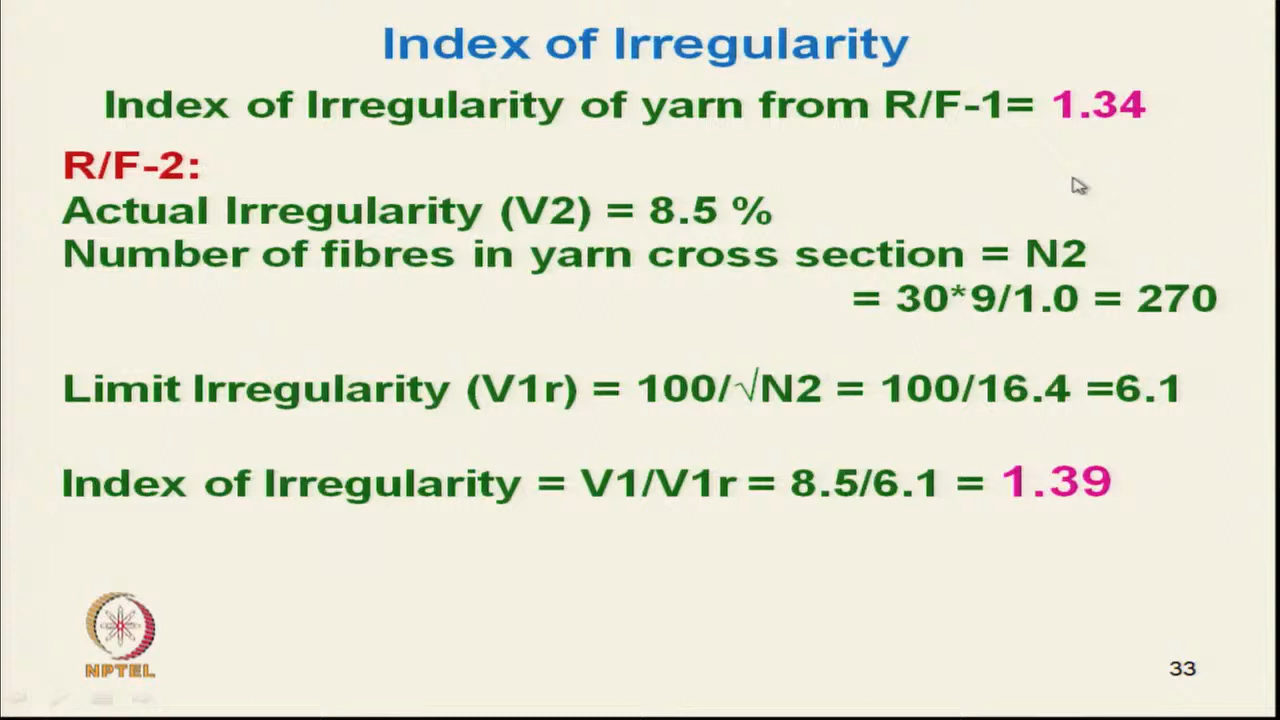 Index of Irregularity
Index of Irregularity of yarn from R/F-1= 1.34
R/F-2:
Actual Irregularity (V2) = 8.5 %
Number of fibres in yarn cross section = N2
= 30*9/1.0 = 270
Limit Irregularity (V1r) = 100/√N2 = 100/16.4 =6.1
Index of Irregularity = V1/V1r = 8.5/6.1 = 1.39
NPTEL
33